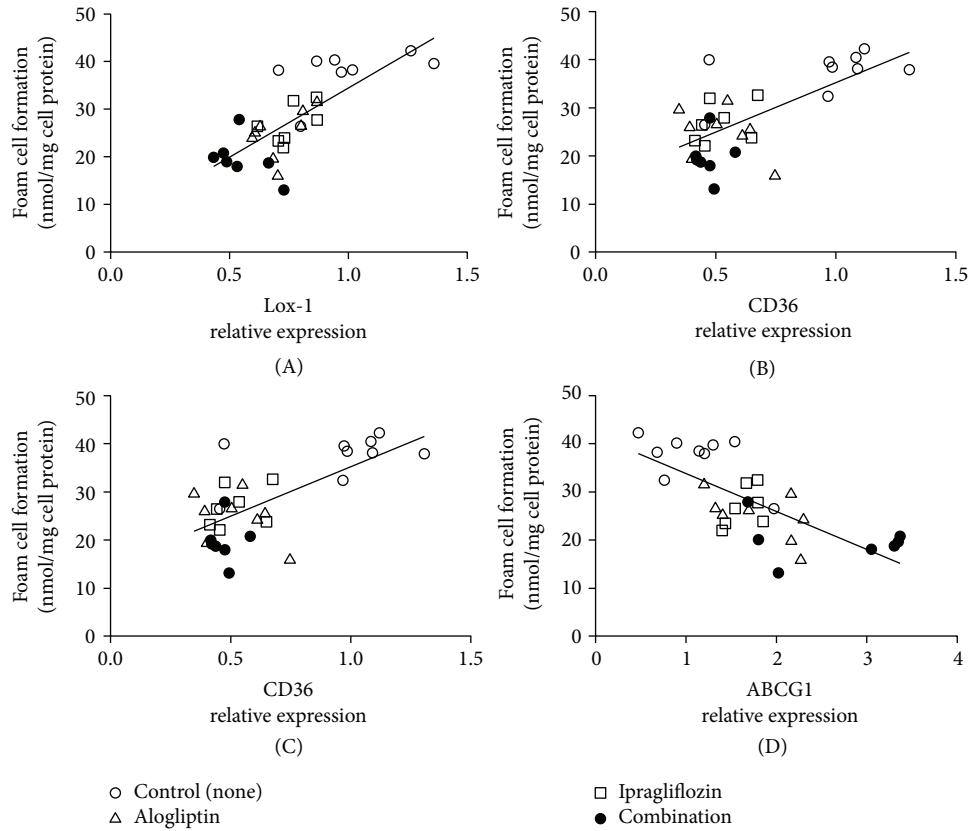 50
40
30
20
10
0
Foam cell formation
(nmol/mg cell protein)
0.0 0.5 1.0 1.5
Lox-1
relative expression
(A)
50
40
30
20
10
0
Foam cell formation
(nmol/mg cell protein)
0.0 0.5 1.0 1.5
CD36
relative expression
(B)
50
40
30
20
10
0
Foam cell formation
(nmol/mg cell protein)
0.0 0.5 1.0 1.5
CD36
relative expression
(C)
50
40
30
20
10
0
Foam cell formation
(nmol/mg cell protein)
0 1 2 3 4
ABCG1
relative expression
(D)
Control (none)
Alogliptin
Ipragliflozin
Combination